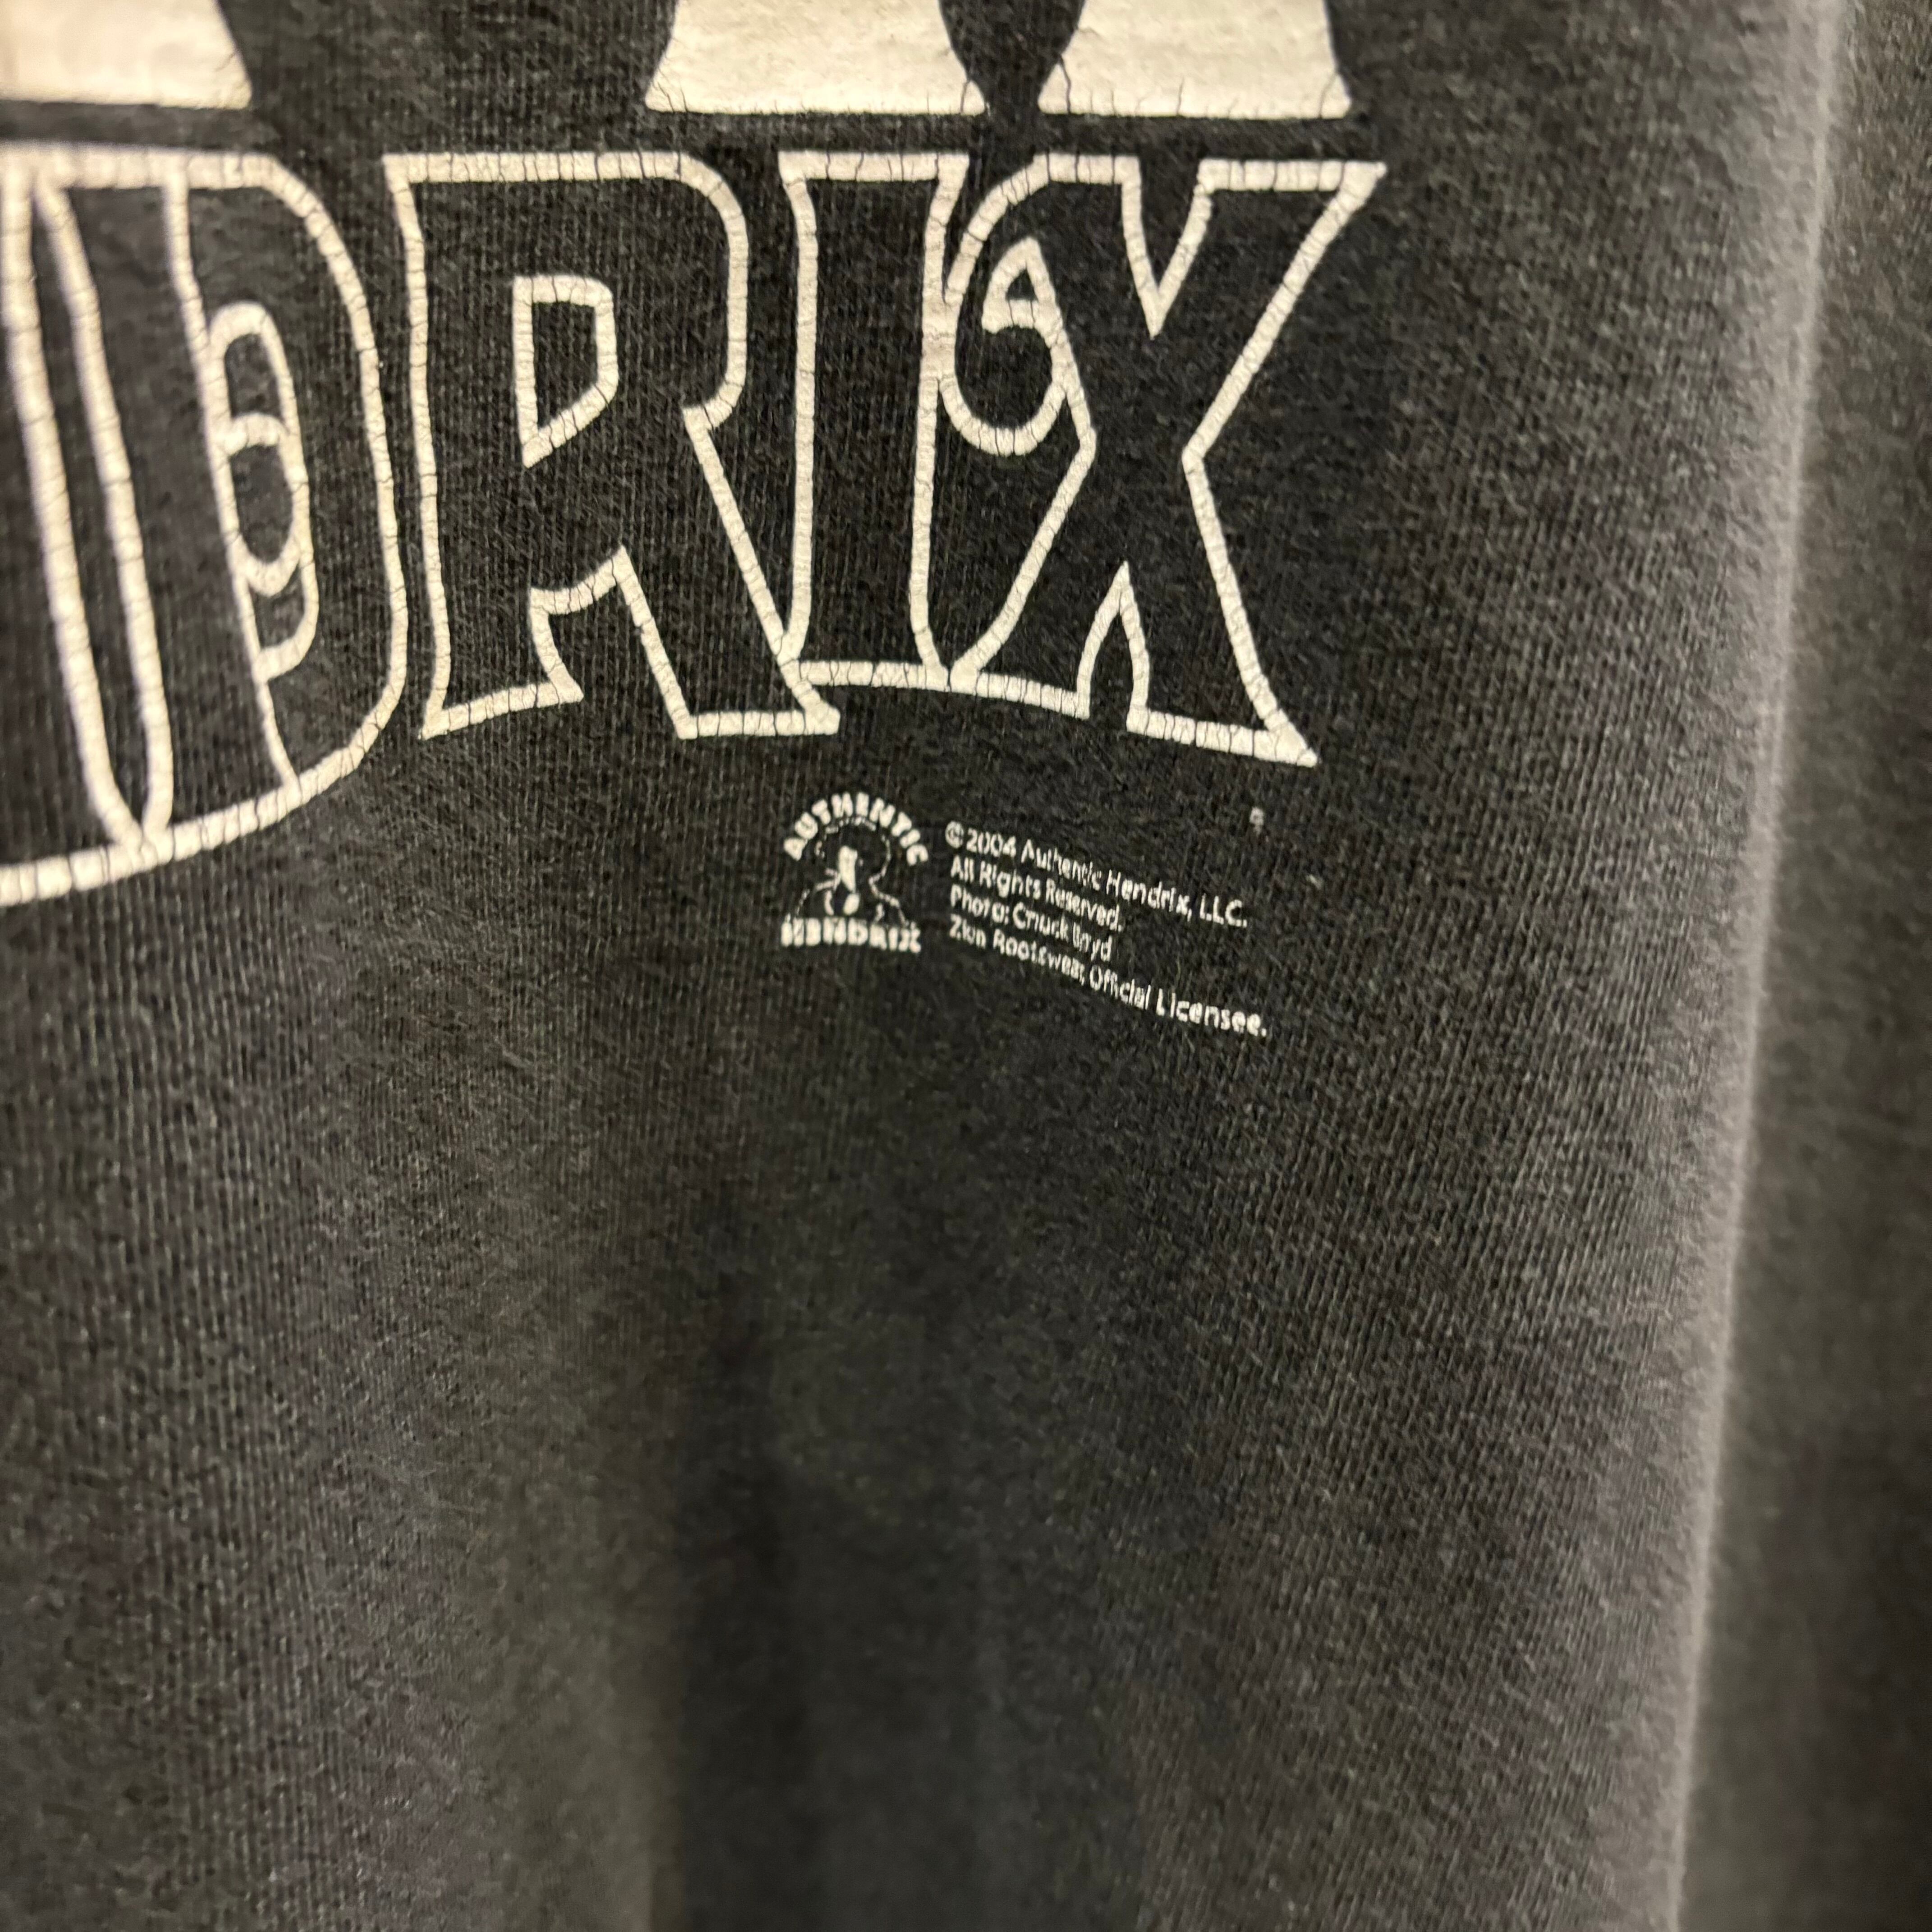 DRIX
AUTHENTIC
HENDRIX
© 2004 Authentic Hendrix, LLC.
All Rights Reserved.
Photo: Chuck Boyd
Zion Rootswear, Official Licensee.